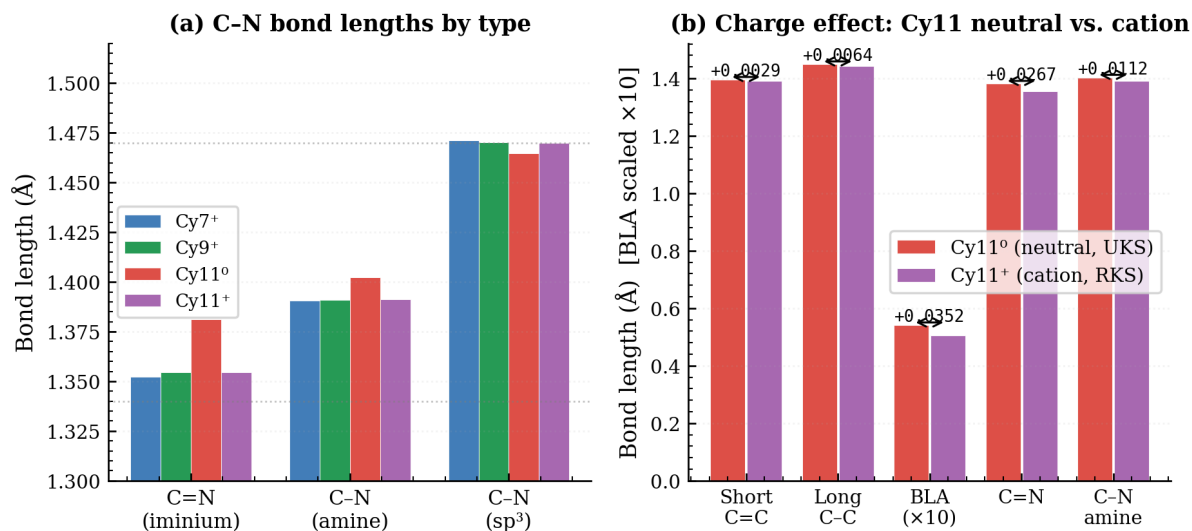 (a) C–N bond lengths by type
Bond length (Å)
1.500
1.475
1.450
1.425
1.400
1.375
1.350
1.325
1.300
Cy7⁺
Cy9⁺
Cy11⁰
Cy11⁺
C=N
(iminium)
C–N
(amine)
C–N
(sp³)
(b) Charge effect: Cy11 neutral vs. cation
Bond length (Å) [BLA scaled ×10]
1.4
1.2
1.0
0.8
0.6
0.4
0.2
0.0
+0.0029
+0.0064
+0.0352
+0.0267
+0.0112
Cy11⁰ (neutral, UKS)
Cy11⁺ (cation, RKS)
Short
C=C
Long
C–C
BLA
(×10)
C=N
C–N
amine